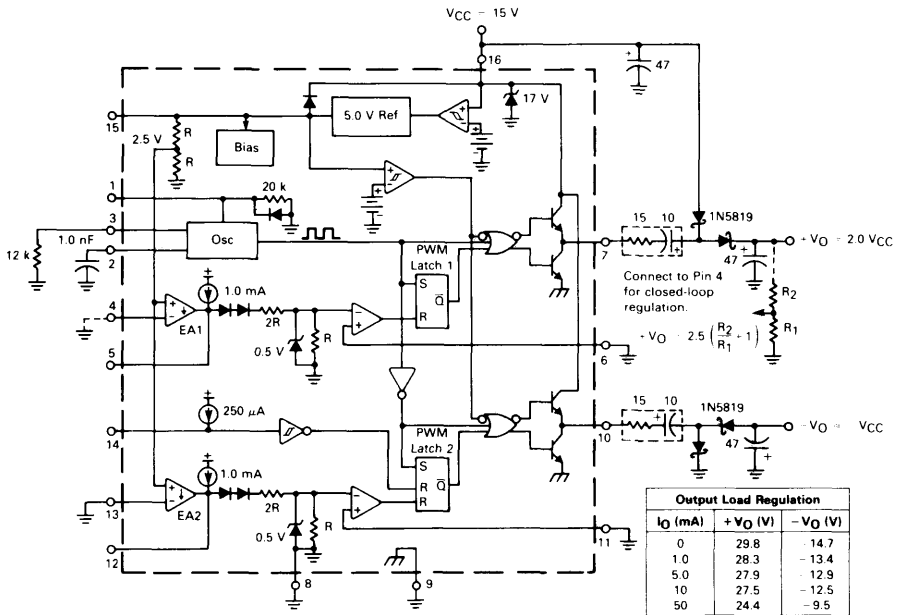 VCC = 15 V
16
47
17 V
15
5.0 V Ref
2.5 V
R
R
Bias
1
20 k
3
1.0 nF
12 k
Osc
2
PWM
Latch 1
S
Q
R
7
15
10
1N5819
+VO = 2.0 VCC
47
Connect to Pin 4
for closed-loop
regulation.
R2
R1
+VO = 2.5 (R2/R1 + 1)
4
1.0 mA
EA1
2R
0.5 V
R
5
6
250 µA
14
PWM
Latch 2
S
R
Q
R
10
15
10
1N5819
47
-VO = VCC
1.0 mA
13
EA2
2R
0.5 V
R
12
11
8
9
Output Load Regulation
IO (mA) +VO (V) -VO (V)
0 29.8 -14.7
1.0 28.3 -13.4
5.0 27.9 -12.9
10 27.5 -12.5
50 24.4 -9.5